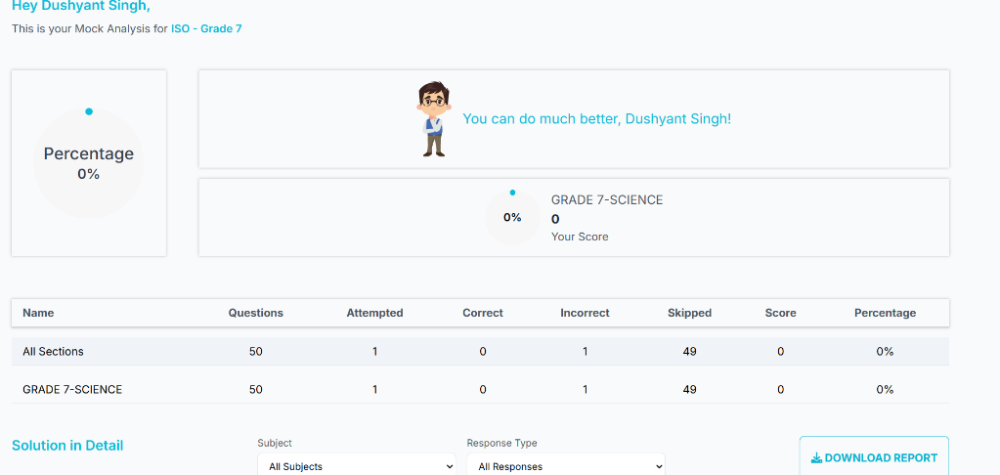 Hey Dushyant Singh,
This is your Mock Analysis for ISO - Grade 7
Percentage
0%
You can do much better, Dushyant Singh!
0%
GRADE 7-SCIENCE
0
Your Score
Name Questions Attempted Correct Incorrect Skipped Score Percentage
All Sections 50 1 0 1 49 0 0%
GRADE 7-SCIENCE 50 1 0 1 49 0 0%
Solution in Detail
Subject
All Subjects
Response Type
All Responses
DOWNLOAD REPORT